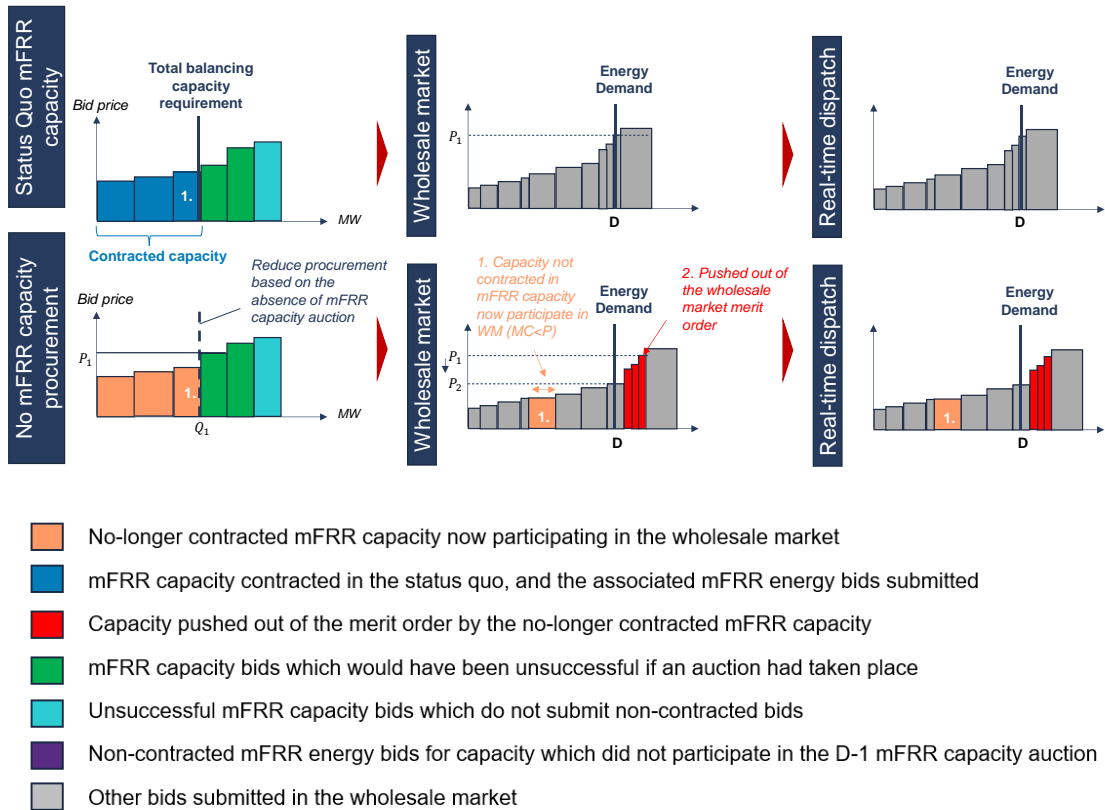 Status Quo mFRR
capacity
Bid price
Total balancing
capacity
requirement
1.
MW
Contracted capacity
Wholesale market
Energy
Demand
P₁
D
Real-time dispatch
Energy
Demand
D
No mFRR capacity
procurement
Bid price
Reduce procurement
based on the
absence of mFRR
capacity auction
P₁
1.
MW
Q₁
Wholesale market
1. Capacity not
contracted in
mFRR capacity
now participate in
WM (MC<P)
Energy
Demand
2. Pushed out of
the wholesale
market merit
order
P₁
P₂
1.
D
Real-time dispatch
Energy
Demand
1.
D
No-longer contracted mFRR capacity now participating in the wholesale market
mFRR capacity contracted in the status quo, and the associated mFRR energy bids submitted
Capacity pushed out of the merit order by the no-longer contracted mFRR capacity
mFRR capacity bids which would have been unsuccessful if an auction had taken place
Unsuccessful mFRR capacity bids which do not submit non-contracted bids
Non-contracted mFRR energy bids for capacity which did not participate in the D-1 mFRR capacity auction
Other bids submitted in the wholesale market